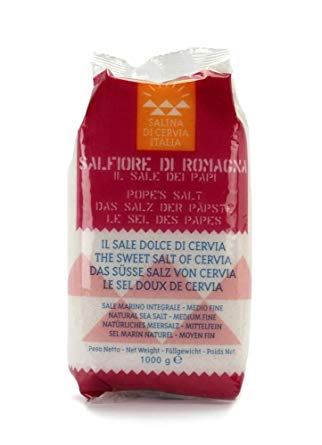 SALINA
DI CERVIA
ITALIA
SALFIORE DI ROMAGNA
IL SALE DEI PAPI
POPE'S SALT
DAS SALZ DER PÄPSTE
LE SEL DES PAPES
IL SALE DOLCE DI CERVIA
THE SWEET SALT OF CERVIA
DAS SÜSSE SALZ VON CERVIA
LE SEL DOUX DE CERVIA
SALE MARINO INTEGRALE - MEDIO FINE
NATURAL SEA SALT - MEDIUM FINE
NATÜRLICHES MEERSALZ - MITTELFEIN
SEL MARIN NATUREL - MOYEN FIN
Peso Netto - Net Weight - Füllgewicht - Poids Net
1000 g ℮